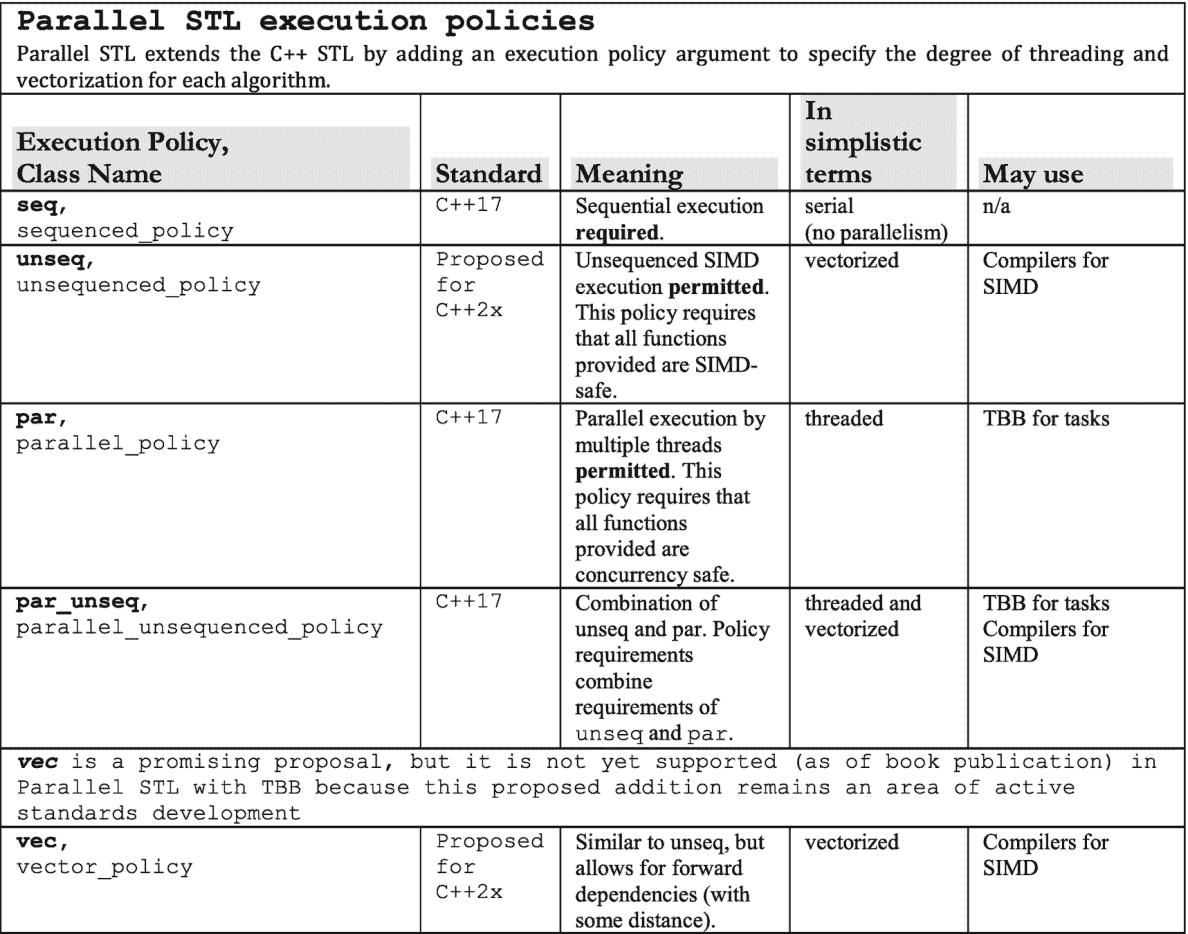 Parallel STL execution policies
Parallel STL extends the C++ STL by adding an execution policy argument to specify the degree of threading and
vectorization for each algorithm.
Execution Policy,
Class Name
Standard
Meaning
In
simplistic
terms
May use
seq,
sequenced_policy
C++17
Sequential execution
required.
serial
(no parallelism)
n/a
unseq,
unsequenced_policy
Proposed
for
C++2x
Unsequenced SIMD
execution permitted.
This policy requires
that all functions
provided are SIMD-
safe.
vectorized
Compilers for
SIMD
par,
parallel_policy
C++17
Parallel execution by
multiple threads
permitted. This
policy requires that
all functions
provided are
concurrency safe.
threaded
TBB for tasks
par_unseq,
parallel_unsequenced_policy
C++17
Combination of
unseq and par. Policy
requirements
combine
requirements of
unseq and par.
threaded and
vectorized
TBB for tasks
Compilers for
SIMD
vec is a promising proposal, but it is not yet supported (as of book publication) in
Parallel STL with TBB because this proposed addition remains an area of active
standards development
vec,
vector_policy
Proposed
for
C++2x
Similar to unseq, but
allows for forward
dependencies (with
some distance).
vectorized
Compilers for
SIMD